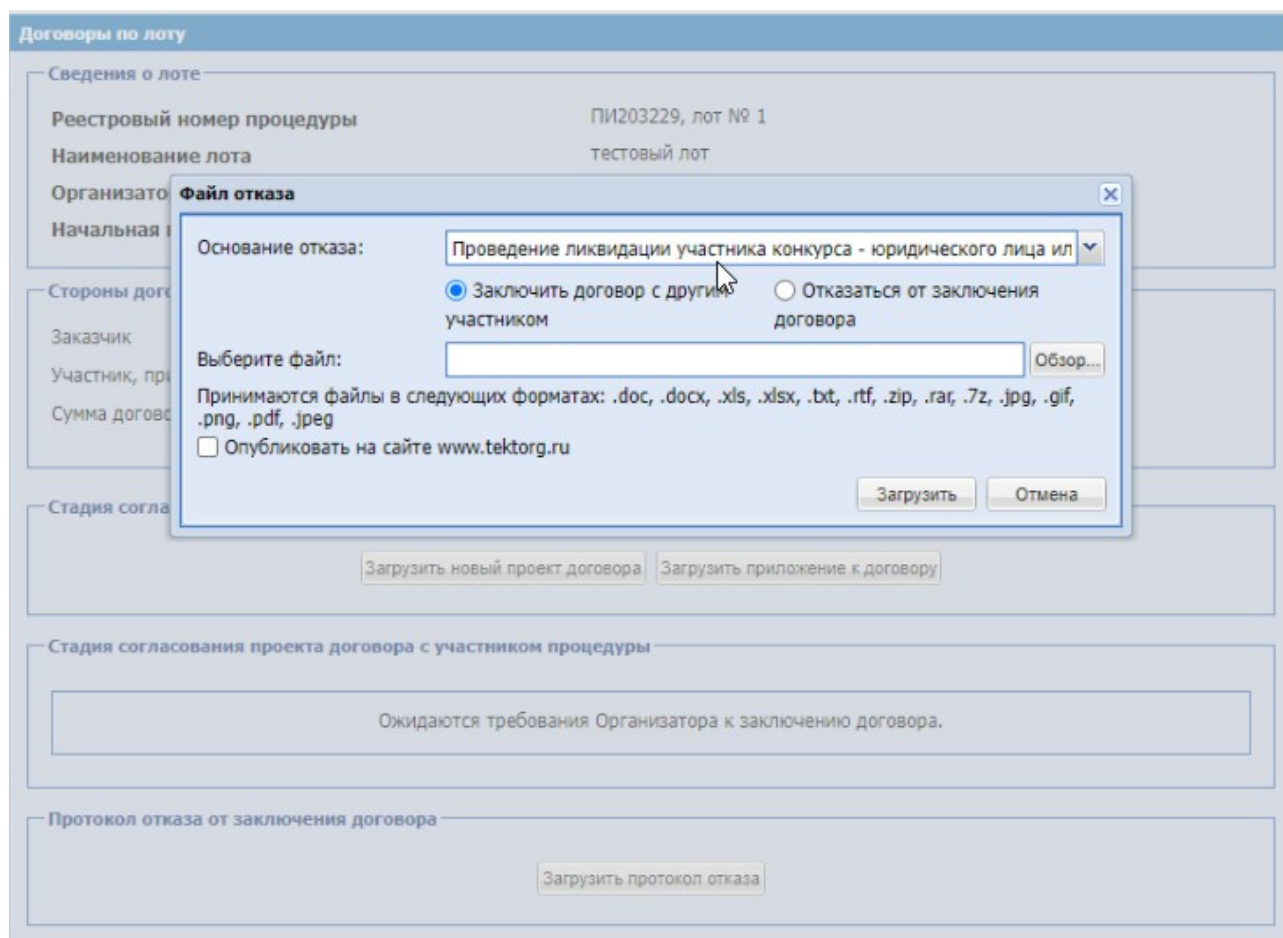 Договоры по лоту
Сведения о лоте
Реестровый номер процедуры ПИ203229, лот № 1
Наименование лота тестовый лот
Организато
Начальная
Файл отказа
Основание отказа: Проведение ликвидации участника конкурса - юридического лица ил
Заключить договор с другим Отказаться от заключения
участником договора
Выберите файл: Обзор...
Принимаются файлы в следующих форматах: .doc, .docx, .xls, .xlsx, .txt, .rtf, .zip, .rar, .7z, .jpg, .gif,
.png, .pdf, .jpeg
Опубликовать на сайте www.tektorg.ru
Загрузить Отмена
Стороны дого
Заказчик
Участник, при
Сумма догово
Стадия согла
Загрузить новый проект договора Загрузить приложение к договору
Стадия согласования проекта договора с участником процедуры
Ожидаются требования Организатора к заключению договора.
Протокол отказа от заключения договора
Загрузить протокол отказа